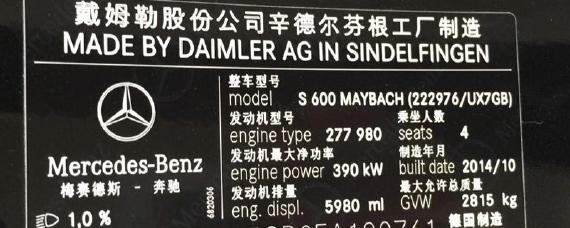 戴姆勒股份公司辛德尔芬根工厂制造
MADE BY DAIMLER AG IN SINDELFINGEN
整车型号
model S 600 MAYBACH (222976/UX7GB)
发动机型号 乘坐人数
engine type 277 980 seats 4
发动机最大净功率 制造年月
engine power 390 kW built date 2014/10
发动机排量 最大允许总质量
eng. displ. 5980 ml GVW 2815 kg
德国制造
Mercedes-Benz
梅赛德斯 - 奔驰
1,0 %
6820306